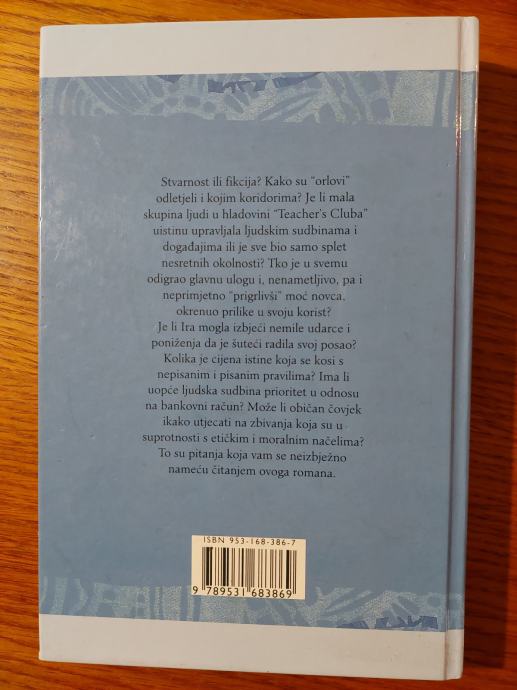 Stvarnost ili fikcija? Kako su "orlovi"
odletjeli i kojim koridorima? Je li mala
skupina ljudi u hladovini "Teacher's Cluba"
uistinu upravljala ljudskim sudbinama i
događajima ili je sve bio samo splet
nesretnih okolnosti? Tko je u svemu
odigrao glavnu ulogu i, nenametljivo, pa i
neprimjetno "prigrlivši" moć novca,
okrenuo prilike u svoju korist?
Je li Ira mogla izbjeći nemile udarce i
poniženja da je šuteći radila svoj posao?
Kolika je cijena istine koja se kosi s
nepisanim i pisanim pravilima? Ima li
uopće ljudska sudbina prioritet u odnosu
na bankovni račun? Može li običan čovjek
ikako utjecati na zbivanja koja su u
suprotnosti s etičkim i moralnim načelima?
To su pitanja koja vam se neizbježno
nameću čitanjem ovoga romana.
ISBN 953-168-386-7
9 789531 683869